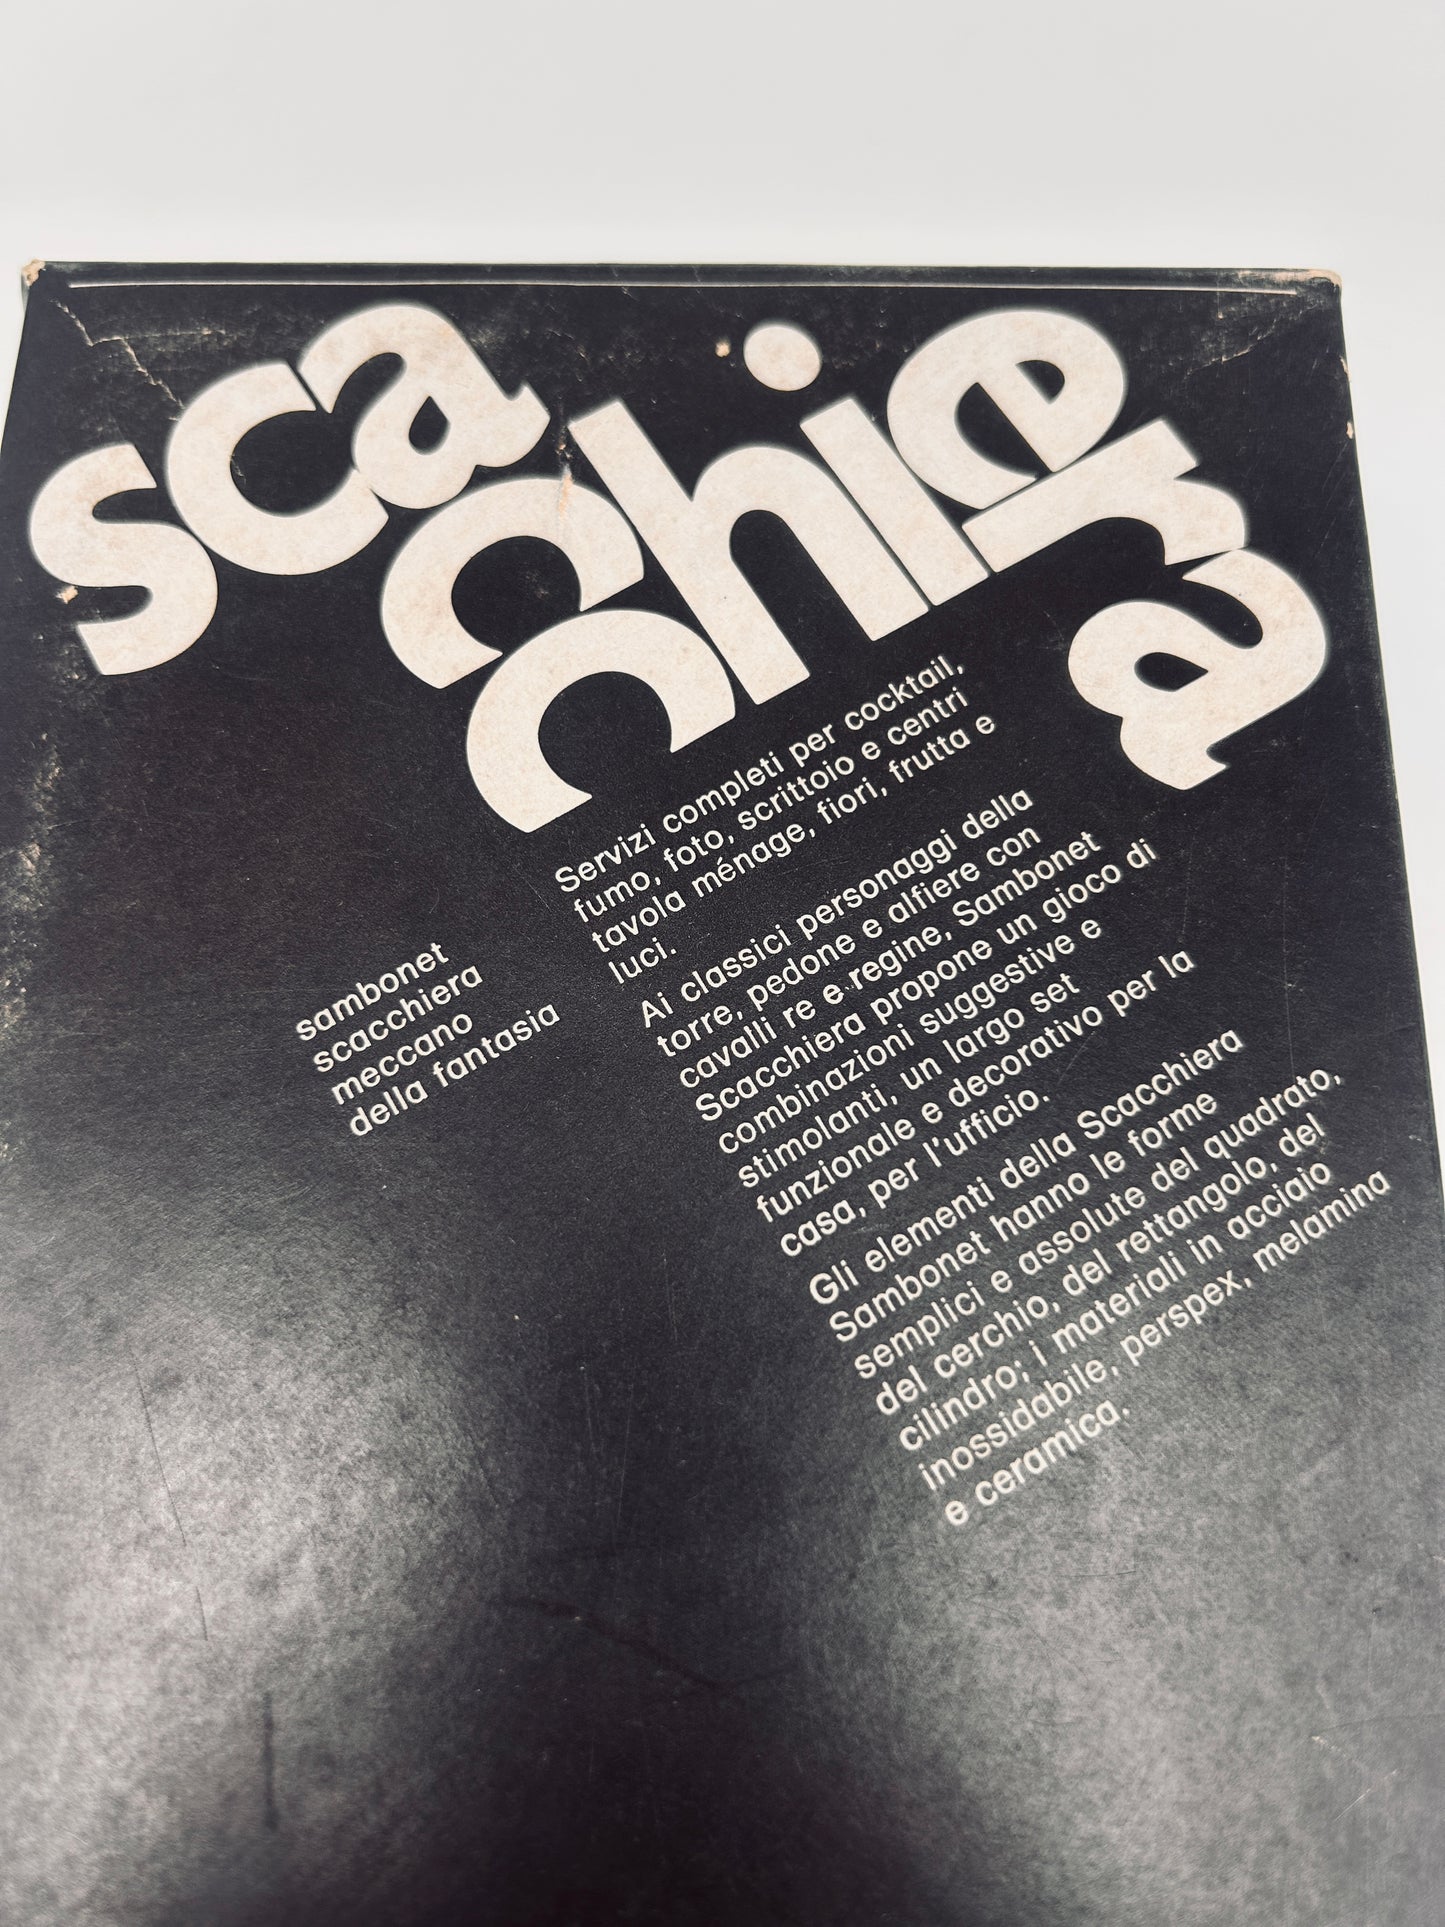 scacchiera
sambonet
scacchiera
meccano
della fantasia
Servizi completi per cocktail,
fumo, foto, scrittoio e centri
tavola ménage, fiori, frutta e
luci.
Ai classici personaggi della
torre, pedone e alfiere con
cavalli re e regine, Sambonet
Scacchiera propone un gioco di
combinazioni suggestive e
stimolanti, un largo set
funzionale e decorativo per la
casa, per l'ufficio.
Gli elementi della Scacchiera
Sambonet hanno le forme
semplici e assolute del quadrato,
del cerchio, del rettangolo, del
cilindro; i materiali in acciaio
inossidabile, perspex, melamina
e ceramica.